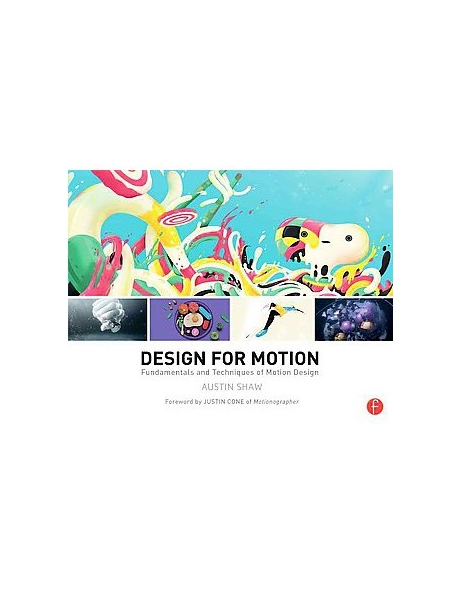 DESIGN FOR MOTION
Fundamentals and Techniques of Motion Design
AUSTIN SHAW
Foreword by JUSTIN CONE of Motionographer
f